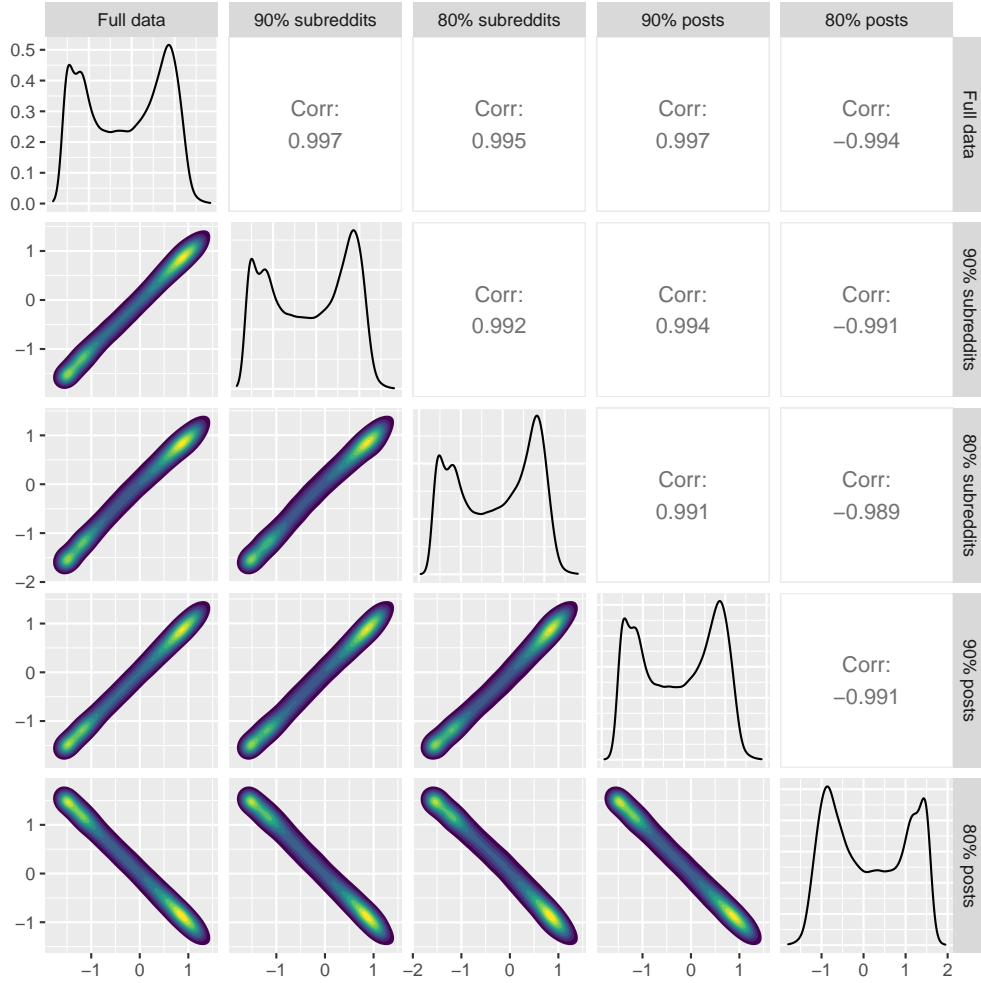 Full data 90% subreddits 80% subreddits 90% posts 80% posts
0.5
0.4
0.3
0.2
0.1
0.0
Corr:
0.997
Corr:
0.995
Corr:
0.997
Corr:
−0.994
Full data
1
0
−1
Corr:
0.992
Corr:
0.994
Corr:
−0.991
90% subreddits
1
0
−1
−2
Corr:
0.991
Corr:
−0.989
80% subreddits
1
0
−1
Corr:
−0.991
90% posts
1
0
−1
80% posts
−1 0 1 −1 0 1 −2 −1 0 1 −1 0 1 −1 0 1 2